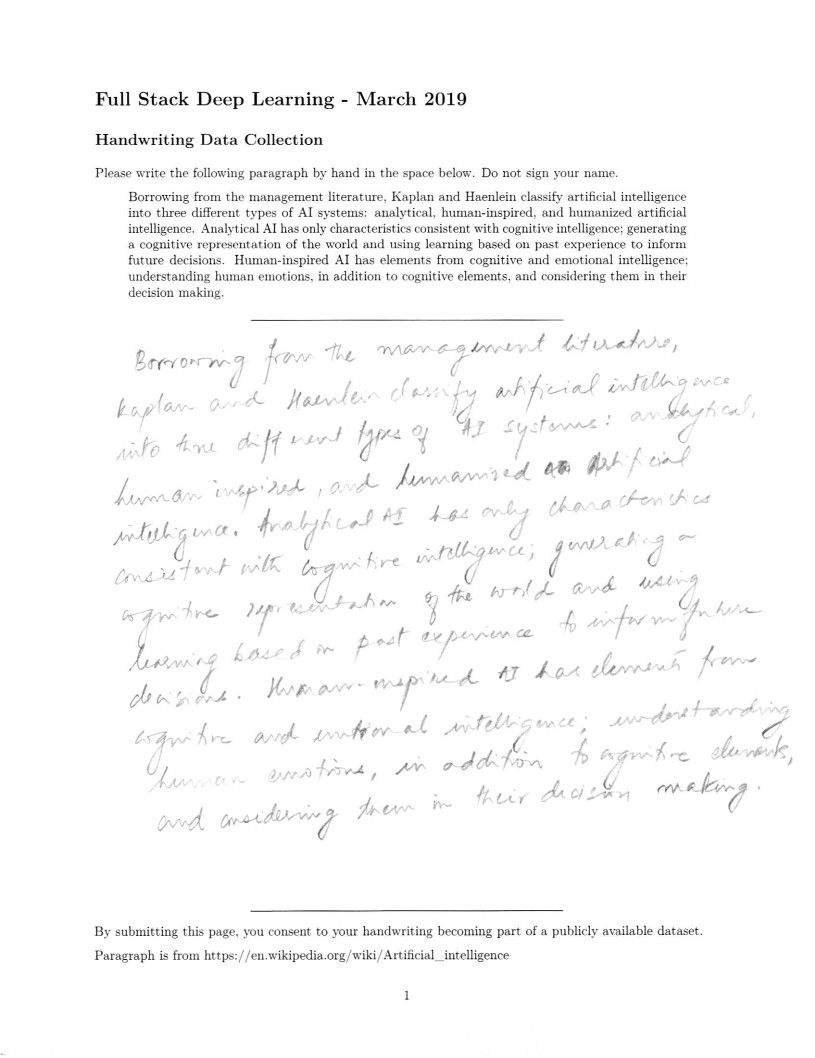 Full Stack Deep Learning - March 2019
Handwriting Data Collection
Please write the following paragraph by hand in the space below. Do not sign your name.
Borrowing from the management literature, Kaplan and Haenlein classify artificial intelligence
into three different types of AI systems: analytical, human-inspired, and humanized artificial
intelligence. Analytical AI has only characteristics consistent with cognitive intelligence; generating
a cognitive representation of the world and using learning based on past experience to inform
future decisions. Human-inspired AI has elements from cognitive and emotional intelligence;
understanding human emotions, in addition to cognitive elements, and considering them in their
decision making.
Borrowing from the management literature,
Kaplan and Haenlein classify artificial intelligence
into three different types of AI systems: analytical,
human inspired, and humanized artificial
intelligence. Analytical AI has only characteristics
consistent with cognitive intelligence; generating a
cognitive representation of the world and using
learning based on past experience to inform future
decisions. Human-inspired AI has elements from
cognitive and emotional intelligence; understanding
human emotions, in addition to cognitive elements,
and considering them in their decision making.
By submitting this page, you consent to your handwriting becoming part of a publicly available dataset.
Paragraph is from https://en.wikipedia.org/wiki/Artificial_intelligence
1